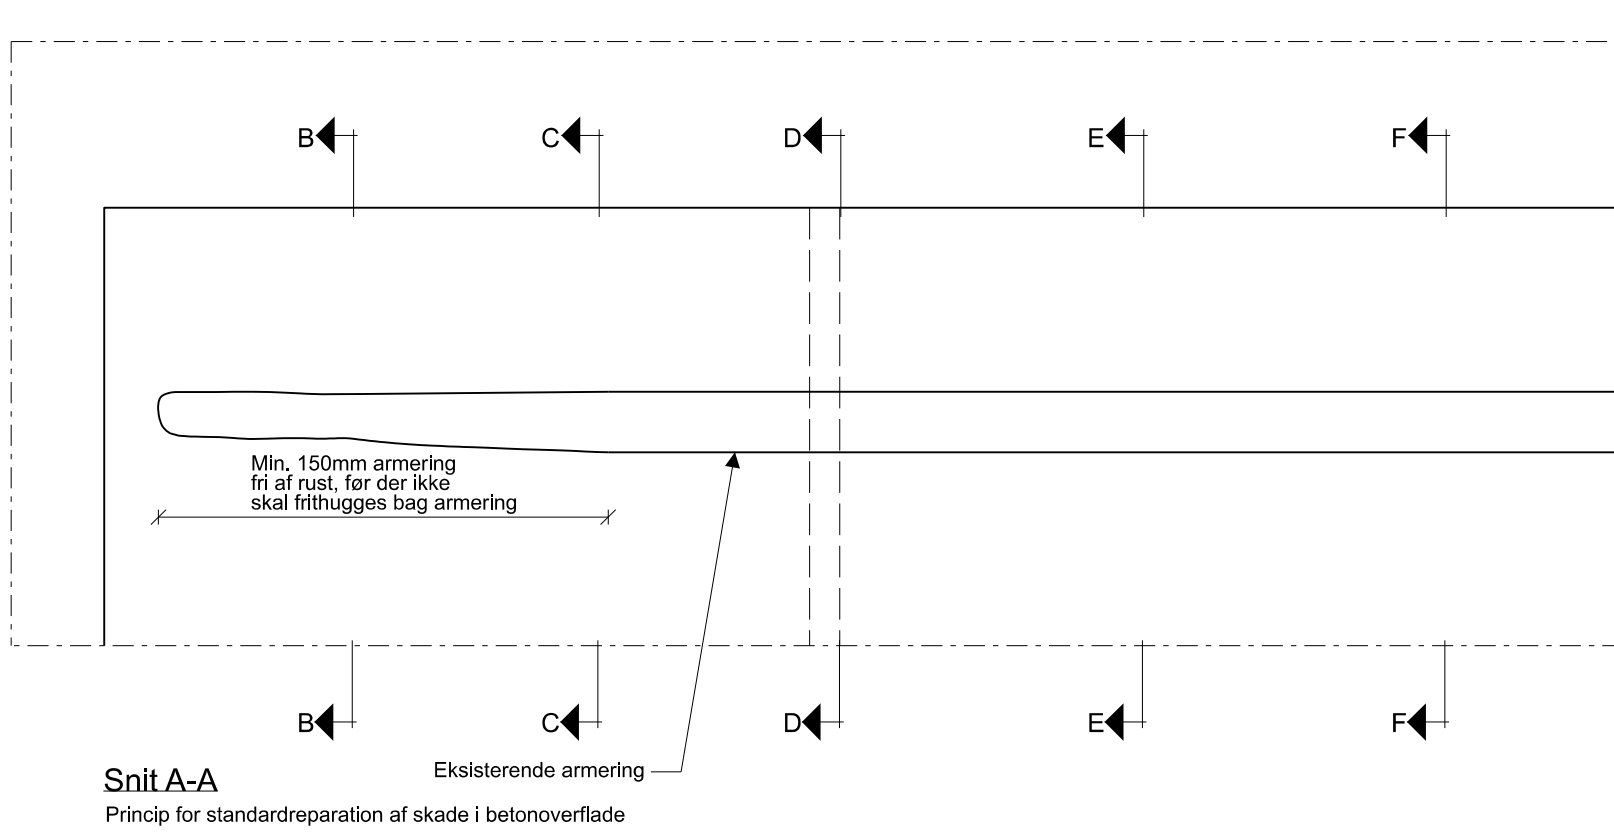 B C D E F
Min. 150mm armering
fri af rust, før der ikke
skal frithugges bag armering
B C D E F
Eksisterende armering
Snit A-A
Princip for standardreparation af skade i betonoverflade